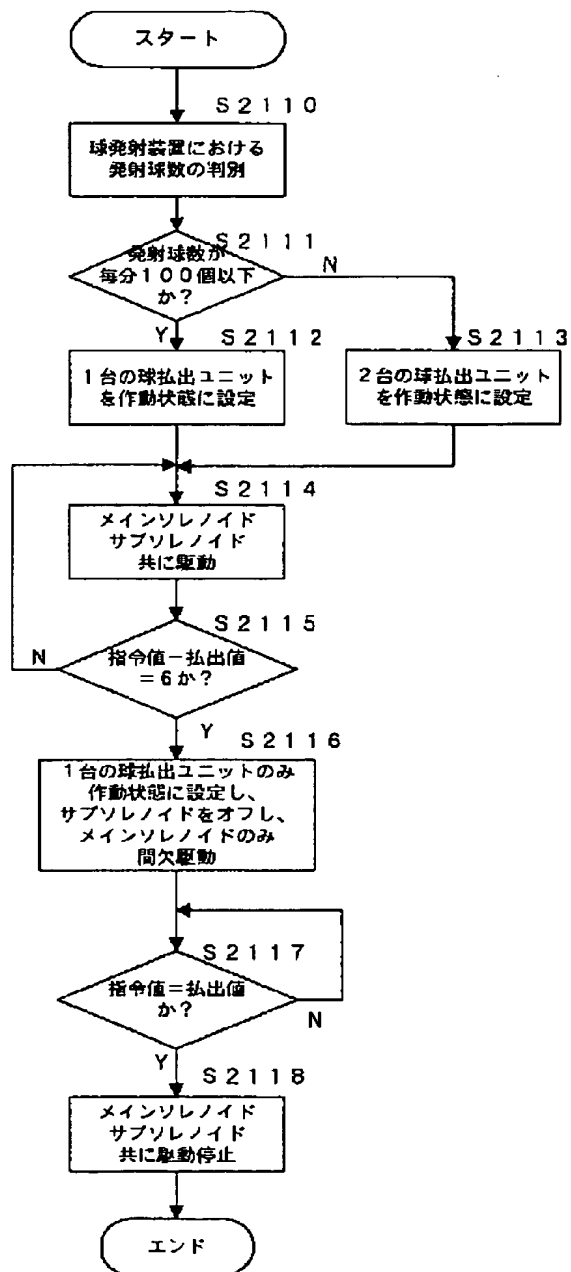 スタート
S2110
球発射装置における
発射球数の判別
S2111
発射球数が
毎分100個以下
か?
N
Y
S2112
1台の球払出ユニット
を作動状態に設定
S2113
2台の球払出ユニット
を作動状態に設定
S2114
メインソレノイド
サブソレノイド
共に駆動
S2115
指令値-払出値
=6か?
N
Y
S2116
1台の球払出ユニットのみ
作動状態に設定し、
サブソレノイドをオフし、
メインソレノイドのみ
間欠駆動
S2117
指令値=払出値
か?
N
Y
S2118
メインソレノイド
サブソレノイド
共に駆動停止
エンド